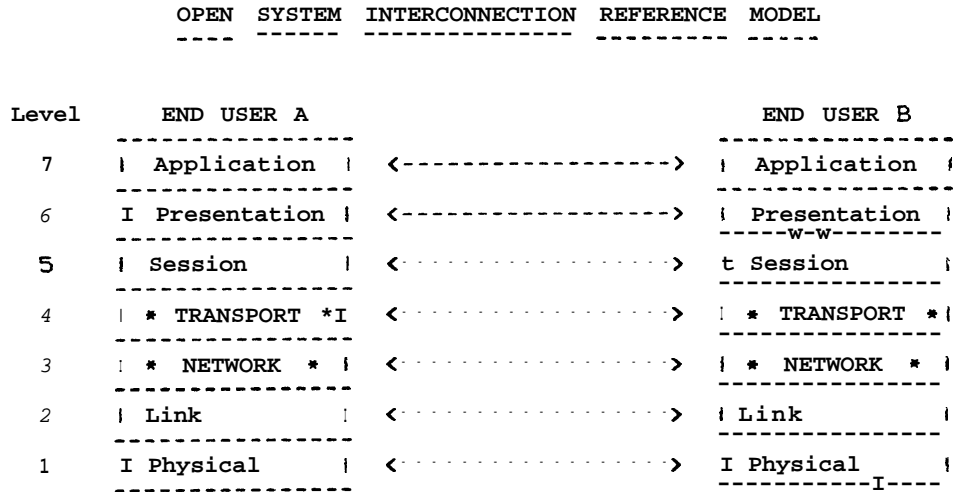 OPEN SYSTEM INTERCONNECTION REFERENCE MODEL
Level END USER A END USER B
7 Application Application
6 Presentation Presentation
5 Session Session
4 * TRANSPORT * * TRANSPORT *
3 * NETWORK * * NETWORK *
2 Link Link
1 Physical Physical